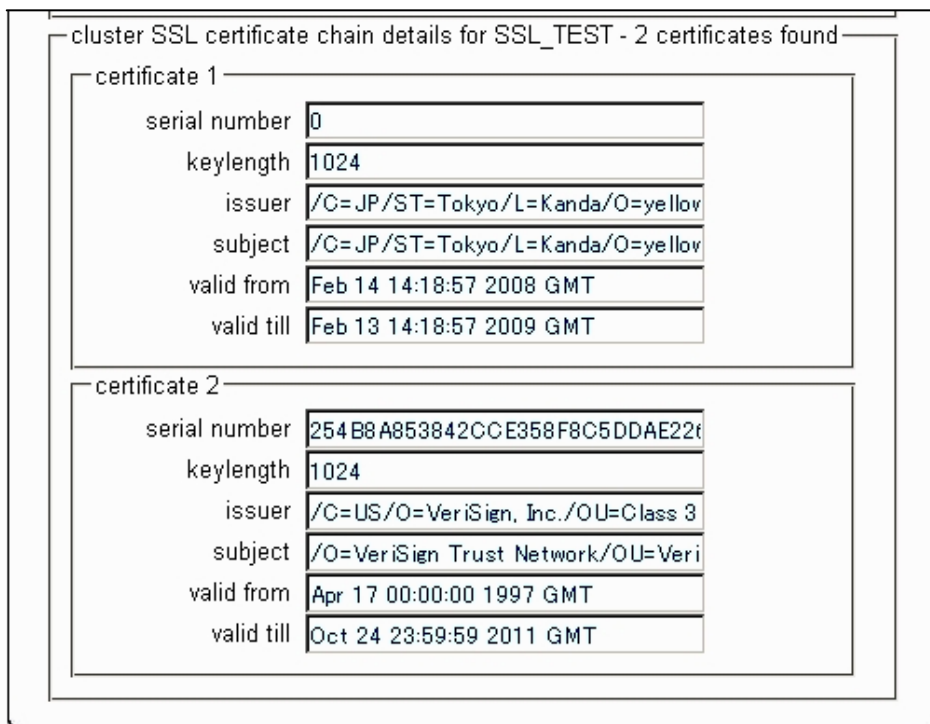 cluster SSL certificate chain details for SSL_TEST - 2 certificates found
certificate 1
serial number 0
keylength 1024
issuer /C=JP/ST=Tokyo/L=Kanda/O=yellow
subject /C=JP/ST=Tokyo/L=Kanda/O=yellow
valid from Feb 14 14:18:57 2008 GMT
valid till Feb 13 14:18:57 2009 GMT
certificate 2
serial number 254B8A853842CCE358F8C5DDAE226
keylength 1024
issuer /C=US/O=VeriSign, Inc./OU=Class 3
subject /O=VeriSign Trust Network/OU=Veri
valid from Apr 17 00:00:00 1997 GMT
valid till Oct 24 23:59:59 2011 GMT